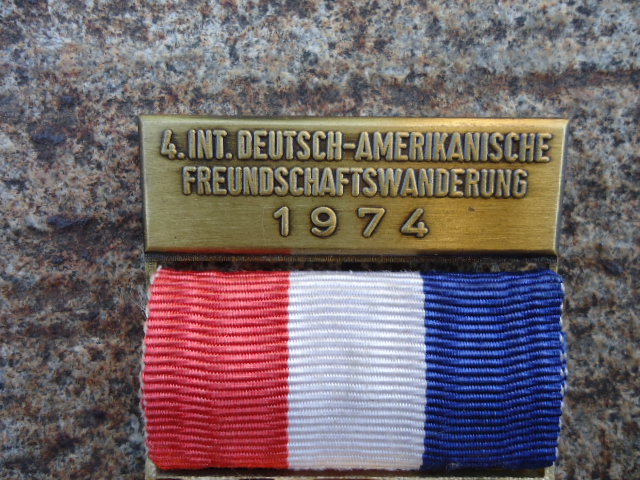 4. INT. DEUTSCH-AMERIKANISCHE
FREUNDSCHAFTSWANDERUNG
1974